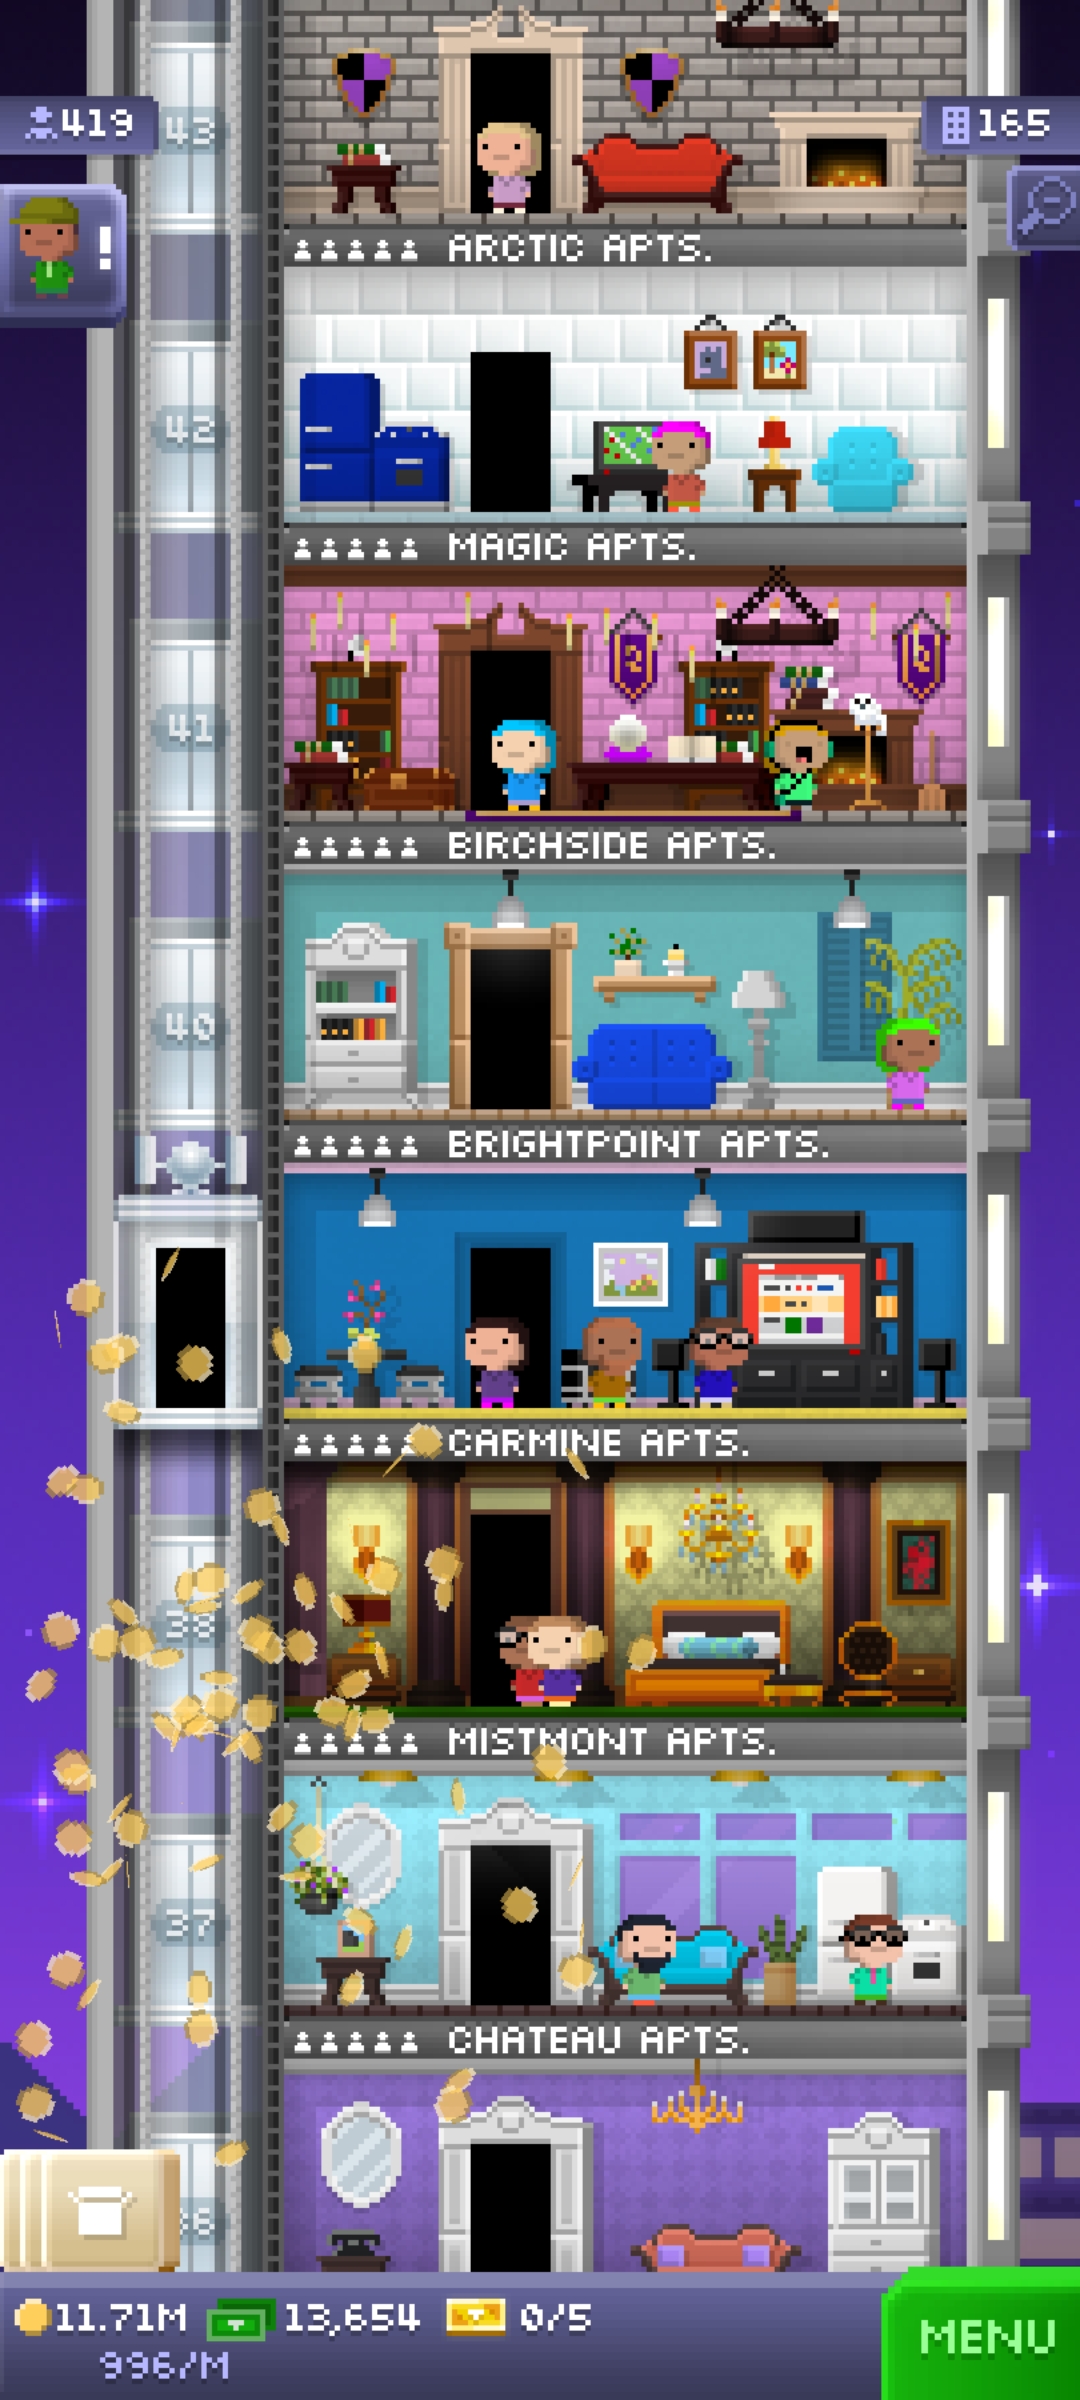 43
419
165
!
ARCTIC APTS.
42
MAGIC APTS.
41
BIRCHSIDE APTS.
40
BRIGHTPOINT APTS.
CARMINE APTS.
38
MISTMONT APTS.
37
CHATEAU APTS.
11.71M 13,654 0/5
996/M
MENU